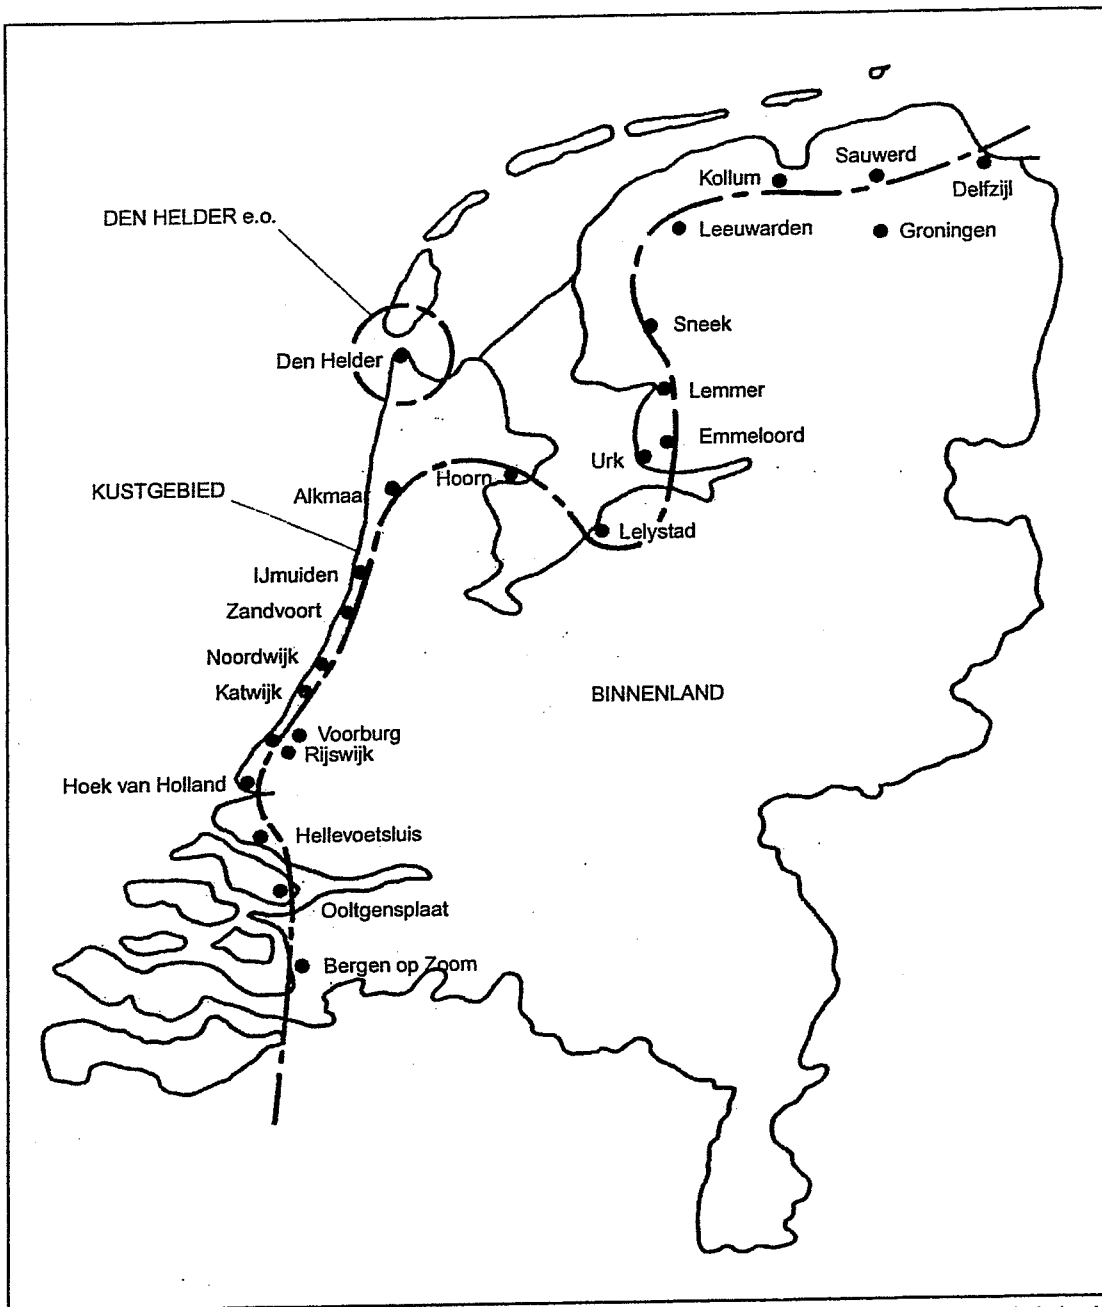 Sauwerd
Kollum
Delfzijl
DEN HELDER e.o.
Leeuwarden
Groningen
Sneek
Den Helder
Lemmer
Emmeloord
Urk
Hoorn
KUSTGEBIED
Alkmaar
Lelystad
IJmuiden
Zandvoort
Noordwijk
Katwijk
BINNENLAND
Voorburg
Rijswijk
Hoek van Holland
Hellevoetsluis
Ooltgensplaat
Bergen op Zoom